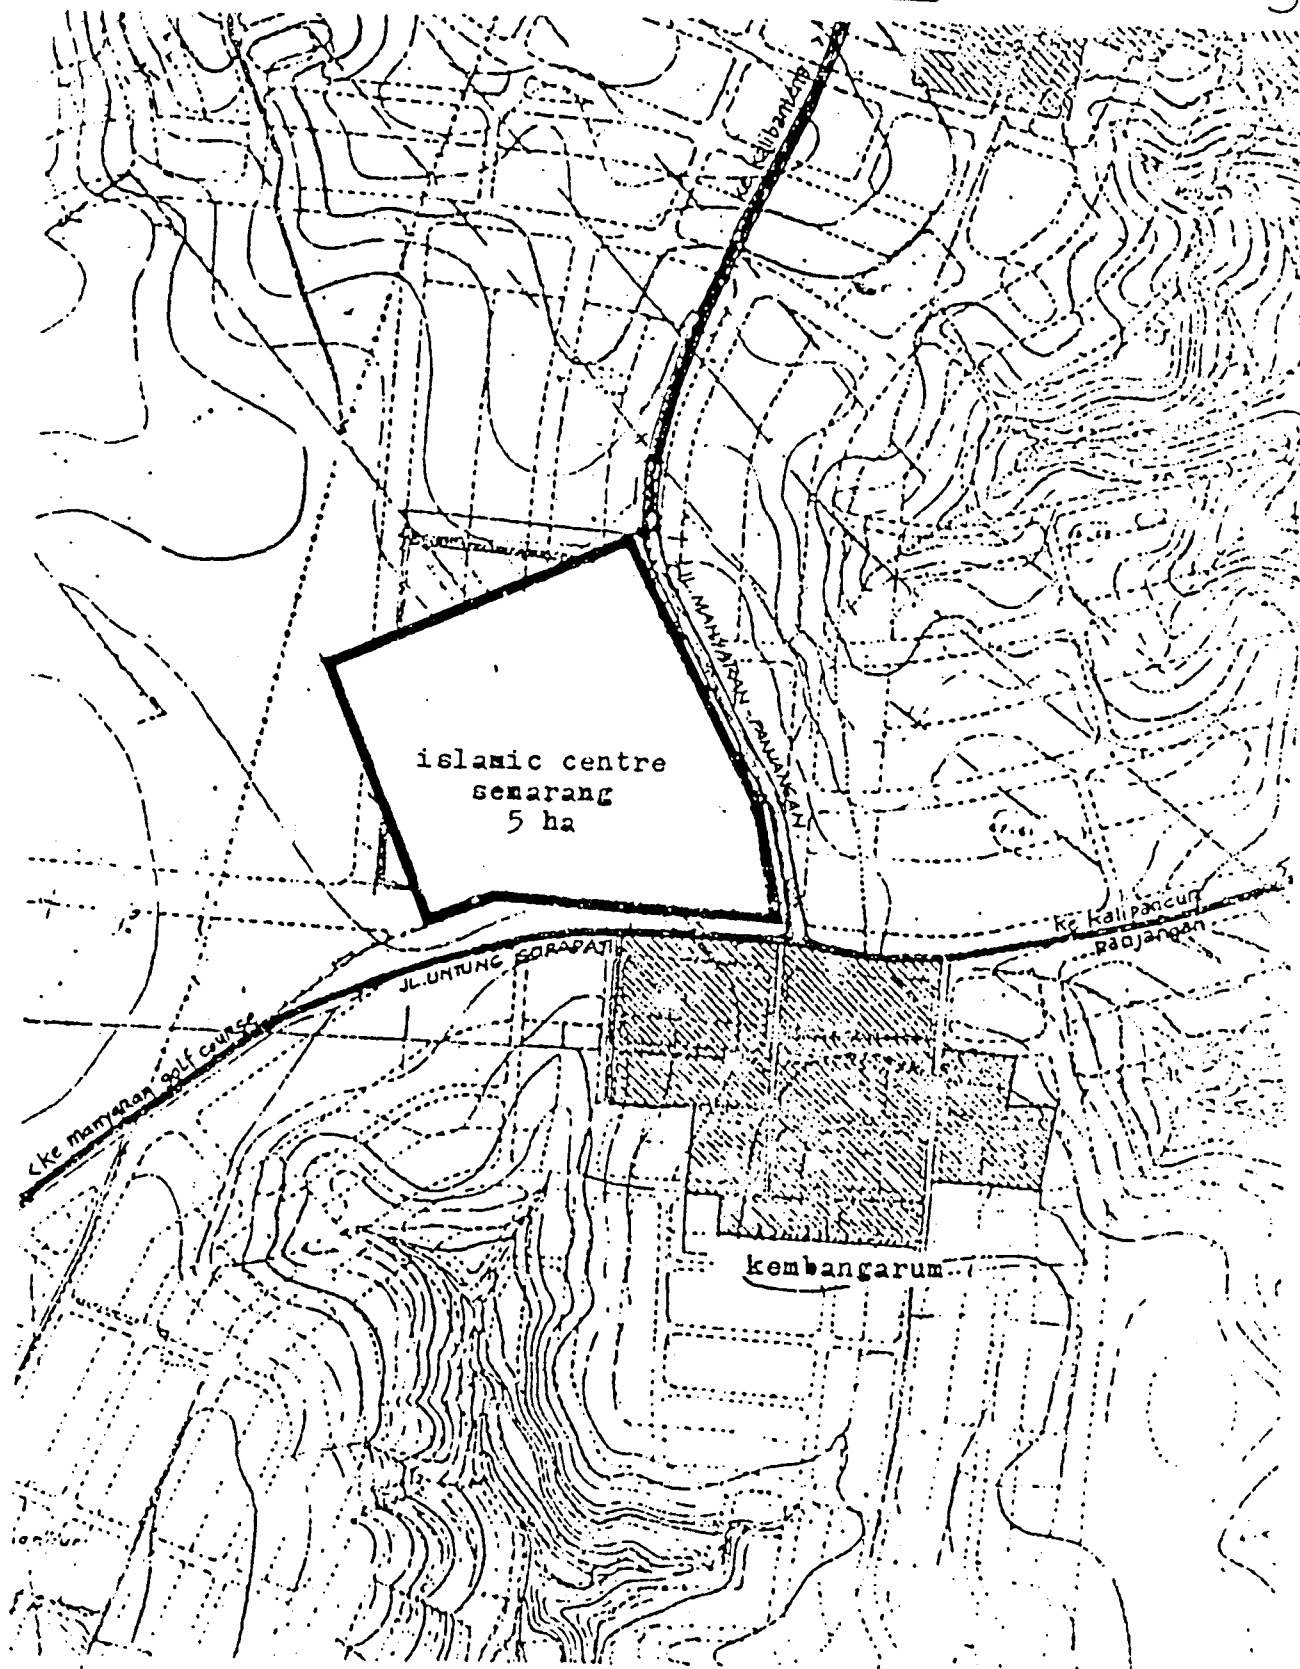 ke Kalibanteng
JL MANYARAN - PANJANGAN
islamic centre
semarang
5 ha
ke Kalipancur
panjangan
JL. UNTUNG SORAPATI
<ke manyaran golf course
kembangarum